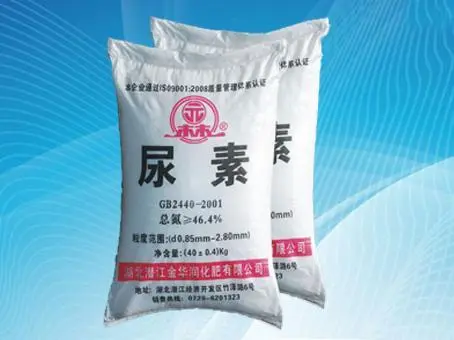 本企业通过ISO9001:2008质量管理体系认证
尿素
GB2440-2001
总氮≥46.4%
粒度范围:(d0.85mm-2.80mm)
净含量:(40±0.4)Kg
湖北潜江金华润化肥有限公司
地址: 湖北潜江经济开发区竹泽路6号
销售热线: 0728-6201323